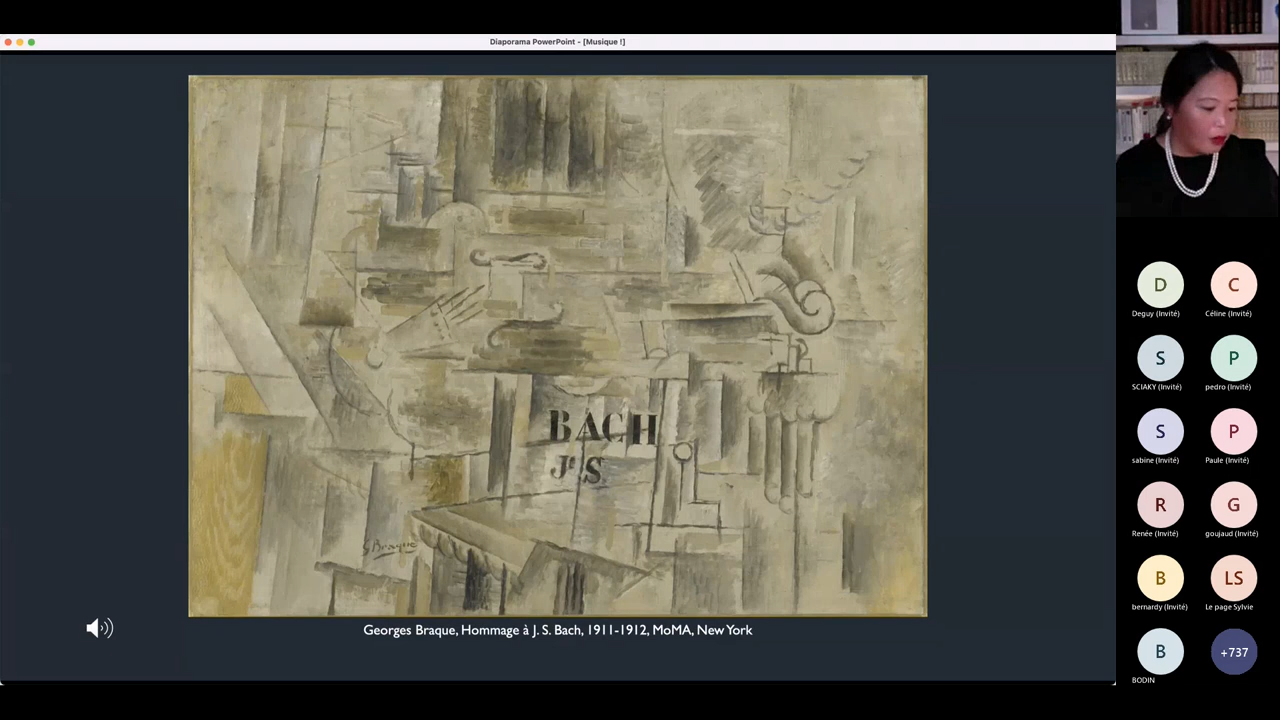 Diaporama PowerPoint - [Musique !]
BACH
J S
G Braque
Georges Braque, Hommage à J. S. Bach, 1911-1912, MoMA, New York
D
Deguy (Invité)
C
Céline (Invité)
S
SCIAKY (Invité)
P
pedro (Invité)
S
sabine (Invité)
P
Paule (Invité)
R
Renée (Invité)
G
goujaud (Invité)
B
bernardy (Invité)
LS
Le page Sylvie
B
BODIN
+737